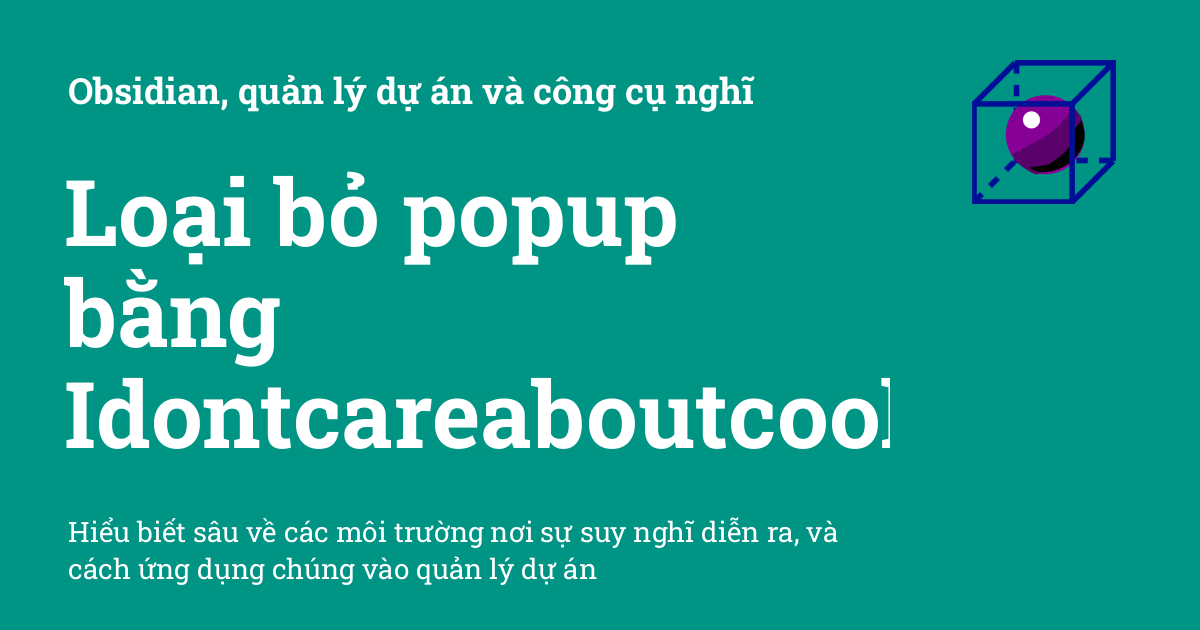 Obsidian, quản lý dự án và công cụ nghĩ
Loại bỏ popup
bằng
Idontcareaboutcool
Hiểu biết sâu về các môi trường nơi sự suy nghĩ diễn ra, và
cách ứng dụng chúng vào quản lý dự án